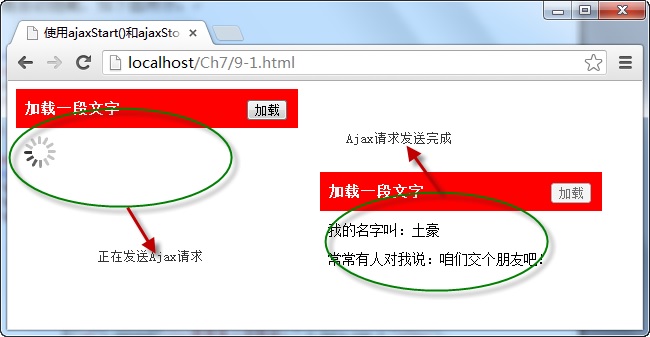 使用ajaxStart()和ajaxSto
localhost/Ch7/9-1.html
加载一段文字 加载
正在发送Ajax请求
Ajax请求发送完成
加载一段文字 加载
我的名字叫：土豪
常常有人对我说：咱们交个朋友吧！